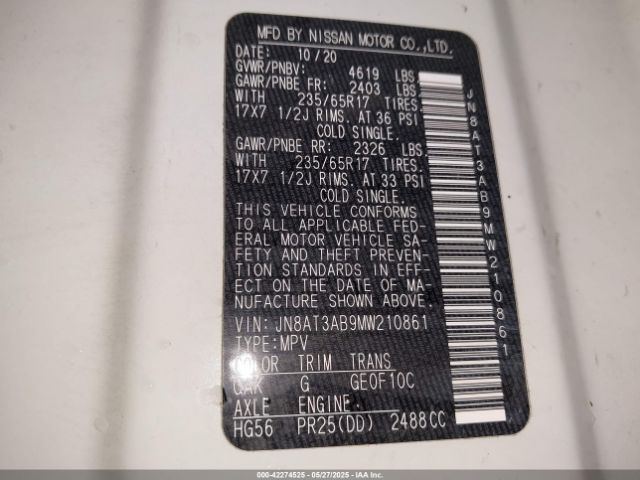 MFD BY NISSAN MOTOR CO.,LTD.
DATE: 10/20
GVWR/PNBV: 4619 LBS
GAWR/PNBE FR: 2403 LBS
WITH 235/65R17 TIRES.
17X7 1/2J RIMS. AT 36 PSI
COLD SINGLE.
GAWR/PNBE RR: 2326 LBS.
WITH 235/65R17 TIRES.
17X7 1/2J RIMS. AT 33 PSI
COLD SINGLE.
THIS VEHICLE CONFORMS
TO ALL APPLICABLE FED-
ERAL MOTOR VEHICLE SA-
FETY AND THEFT PREVEN-
TION STANDARDS IN EFF-
ECT ON THE DATE OF MA-
NUFACTURE SHOWN ABOVE.
VIN: JN8AT3AB9MW210861
TYPE: MPV
COLOR TRIM TRANS
QAK G GE0F10C
AXLE ENGINE.
HG56 PR25(DD) 2488CC
JN8AT3AB9MW210861
000-42274525 - 05/27/2025 - IAAI.COM